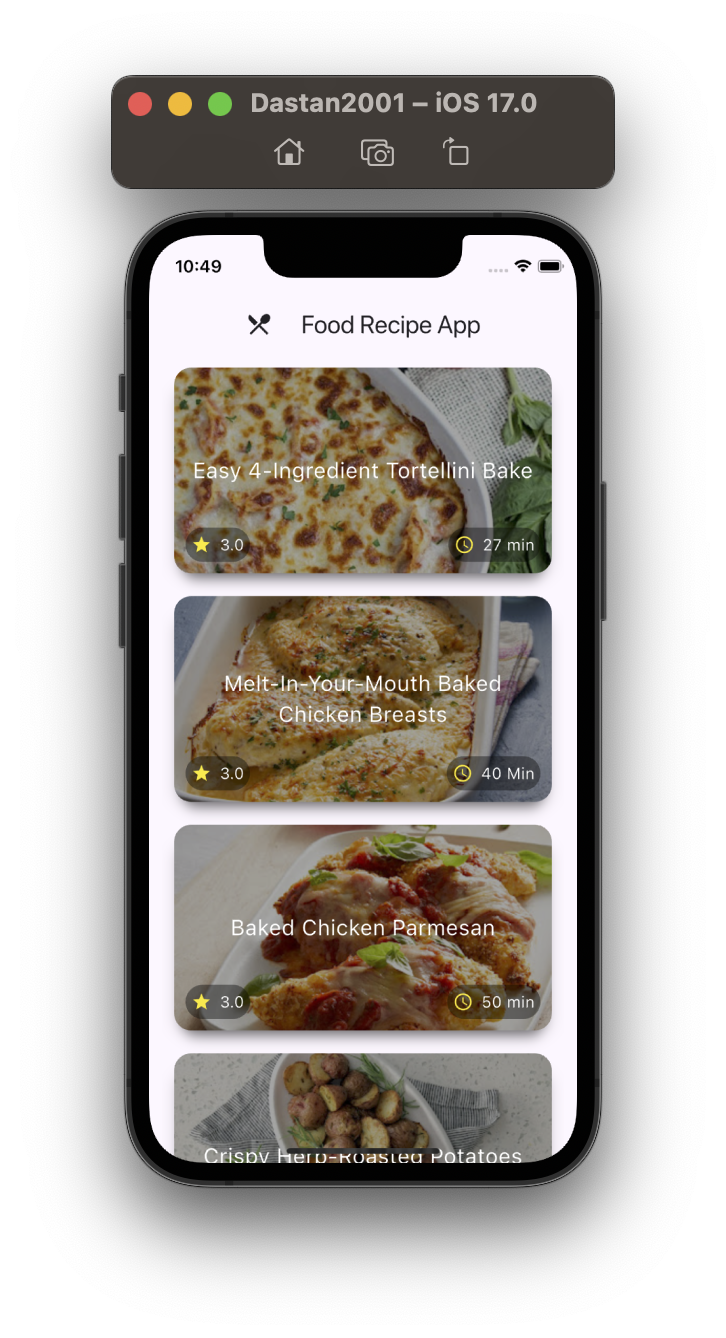 Dastan2001 – iOS 17.0
10:49
Food Recipe App
Easy 4-Ingredient Tortellini Bake
3.0
27 min
Melt-In-Your-Mouth Baked
Chicken Breasts
3.0
40 Min
Baked Chicken Parmesan
3.0
50 min
Crispy Herb-Roasted Potatoes